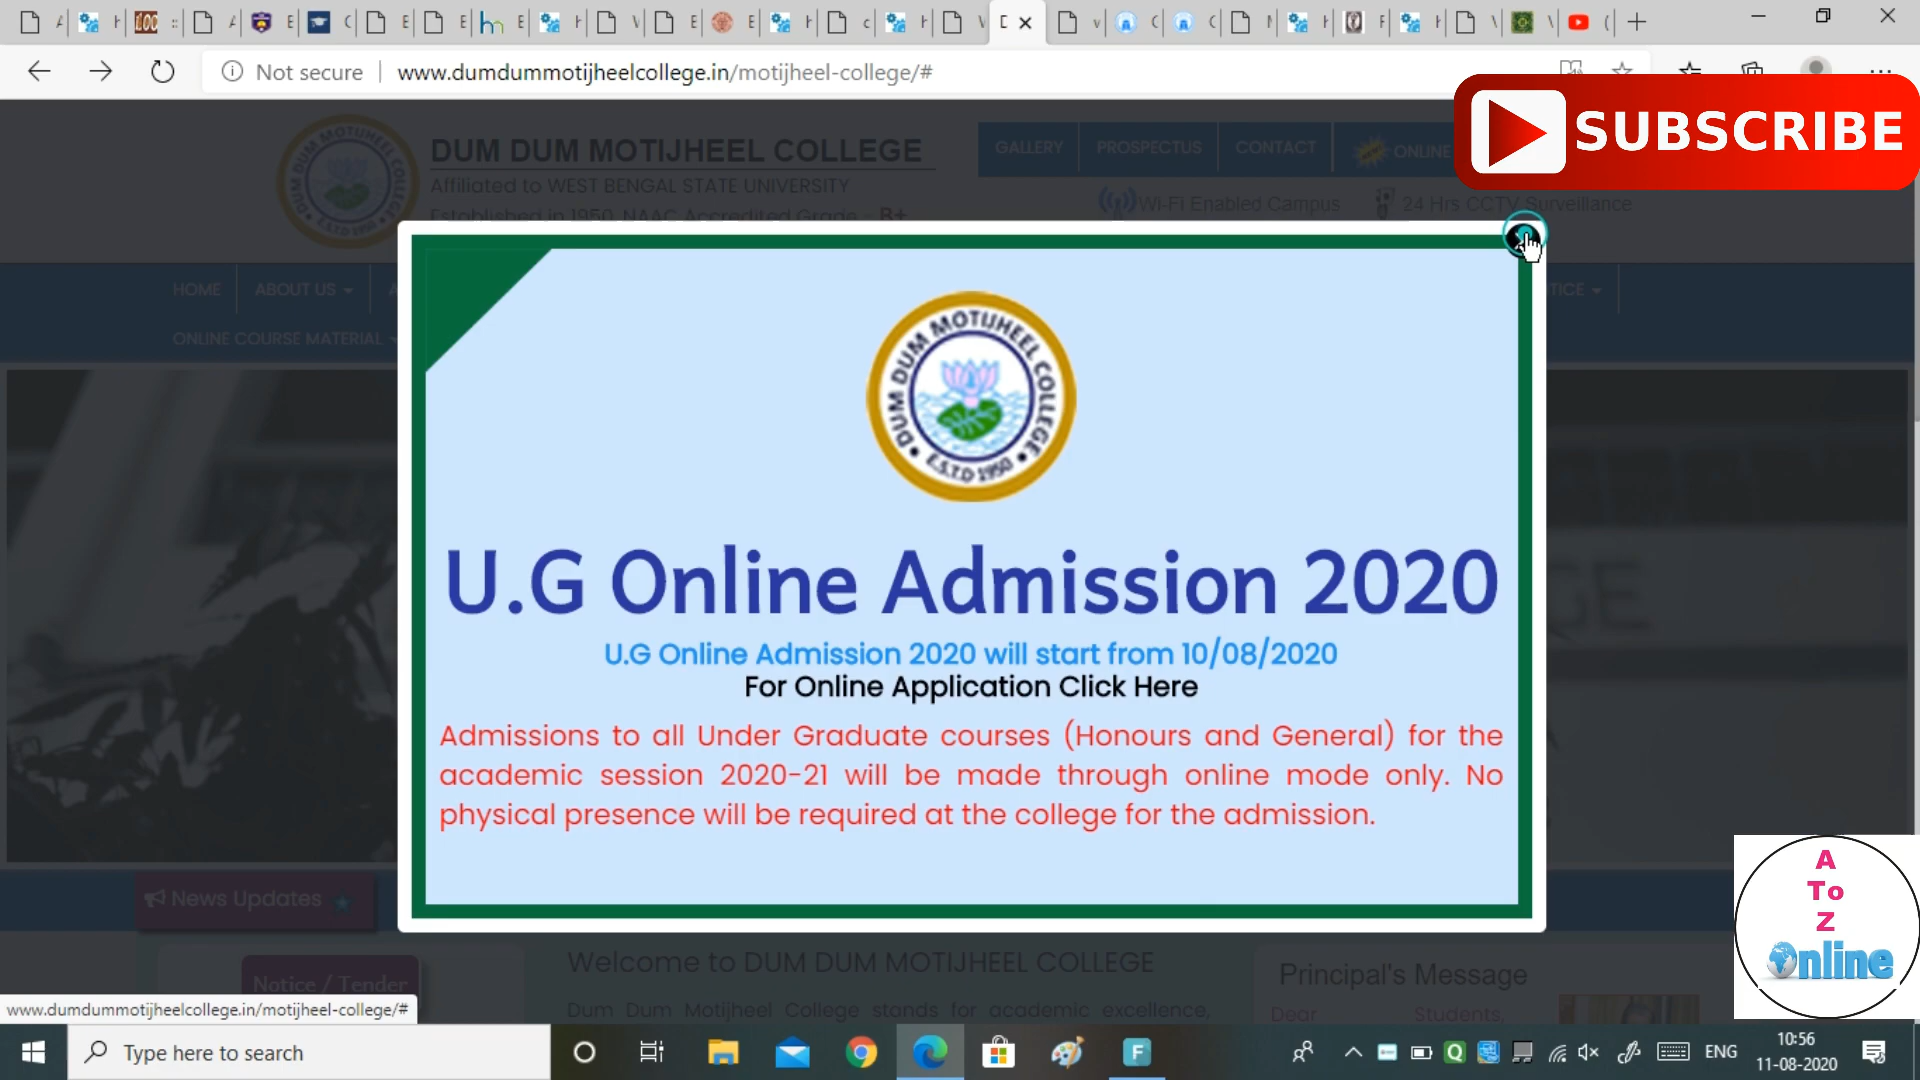 Not secure
www.dumdummotijheelcollege.in/motijheel-college/#
SUBSCRIBE
DUM DUM MOTIJHEEL COLLEGE
Affiliated to WEST BENGAL STATE UNIVERSITY
Established in 1950, NAAC Accredited Grade - B+
GALLERY PROSPECTUS CONTACT ONLINE
Wi-Fi Enabled Campus 24 Hrs CCTV Surveillance
HOME ABOUT US
ONLINE COURSE MATERIAL
DUM DUM MOTIJHEEL COLLEGE
E.S.T.D 1950
U.G Online Admission 2020
U.G Online Admission 2020 will start from 10/08/2020
For Online Application Click Here
Admissions to all Under Graduate courses (Honours and General) for the
academic session 2020-21 will be made through online mode only. No
physical presence will be required at the college for the admission.
News Updates
Notice / Tender
Welcome to DUM DUM MOTIJHEEL COLLEGE
Dum Dum Motijheel College stands for academic excellence,
Principal's Message
Dear Students,
A
To
Z
Online
www.dumdummotijheelcollege.in/motijheel-college/#
Type here to search
ENG
10:56
11-08-2020